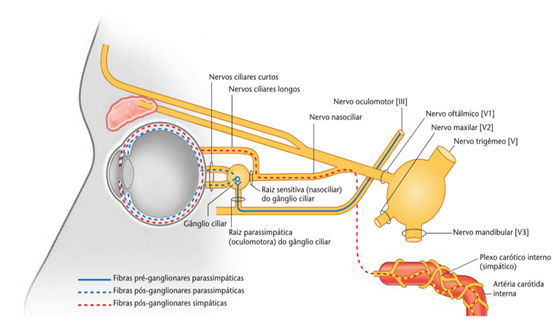 Nervos ciliares curtos
Nervos ciliares longos
Nervo oculomotor [III]
Nervo nasociliar
Nervo oftálmico [V1]
Nervo maxilar [V2]
Nervo trigêmeo [V]
Raiz sensitiva (nasociliar)
do gânglio ciliar
Gânglio ciliar
Raiz parassimpática
(oculomotora) do gânglio ciliar
Nervo mandibular [V3]
Plexo carótico interno
(simpático)
Artéria carótida
interna
Fibras pré-ganglionares parassimpáticas
Fibras pós-ganglionares parassimpáticas
Fibras pós-ganglionares simpáticas